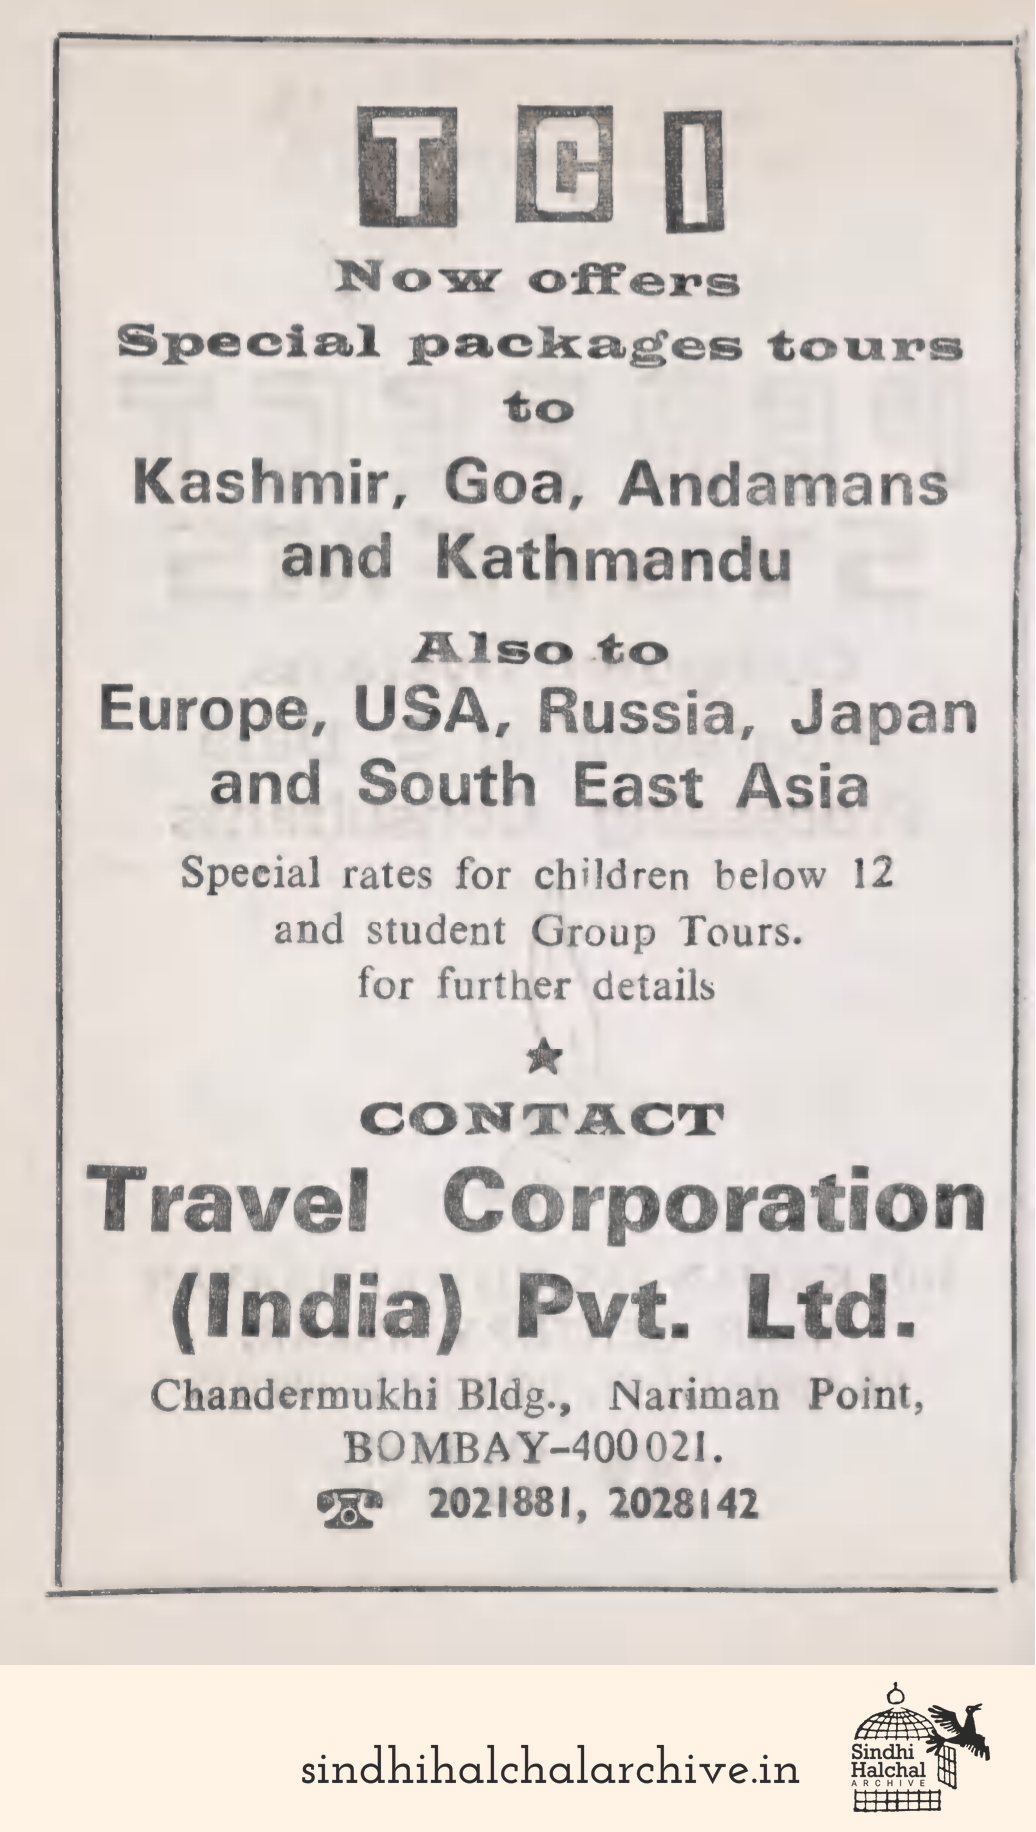 TCI
Now offers
Special packages tours
to
Kashmir, Goa, Andamans
and Kathmandu
Also to
Europe, USA, Russia, Japan
and South East Asia
Special rates for children below 12
and student Group Tours.
for further details
★
CONTACT
Travel Corporation
(India) Pvt. Ltd.
Chandermukhi Bldg., Nariman Point,
BOMBAY-400021.
2021881, 2028142
sindhihalchalarchive.in
Sindhi
Halchal
ARCHIVE